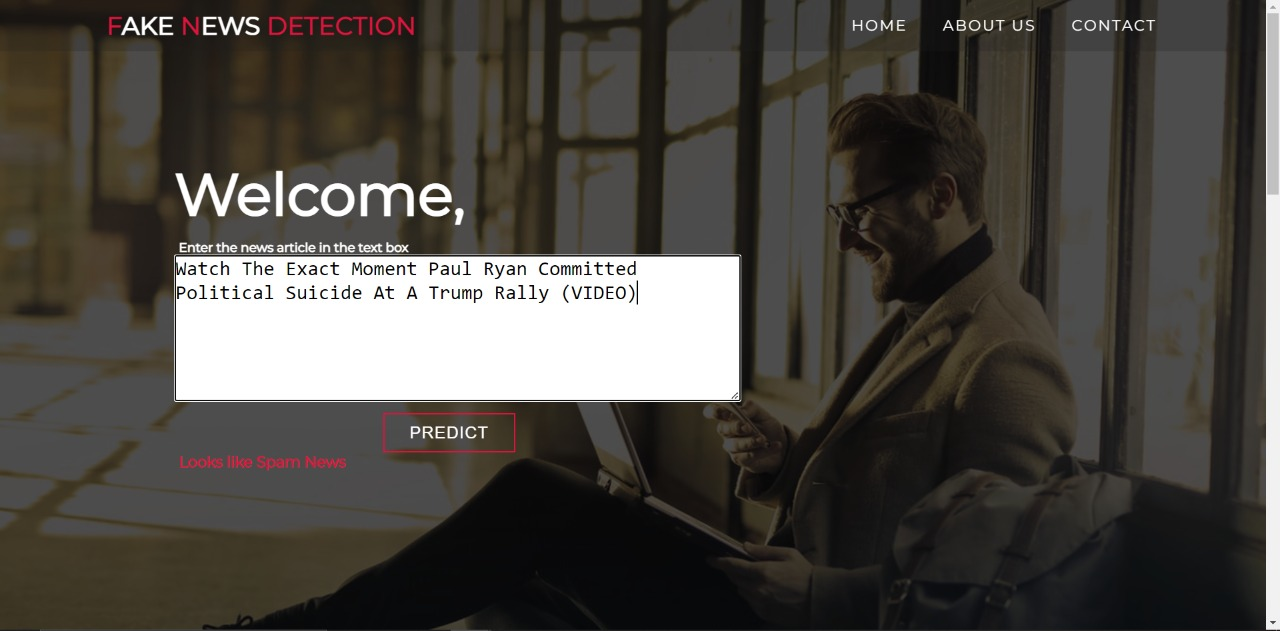 FAKE NEWS DETECTION
HOME ABOUT US CONTACT
Welcome,
Enter the news article in the text box
Watch The Exact Moment Paul Ryan Committed
Political Suicide At A Trump Rally (VIDEO)
PREDICT
Looks like Spam News